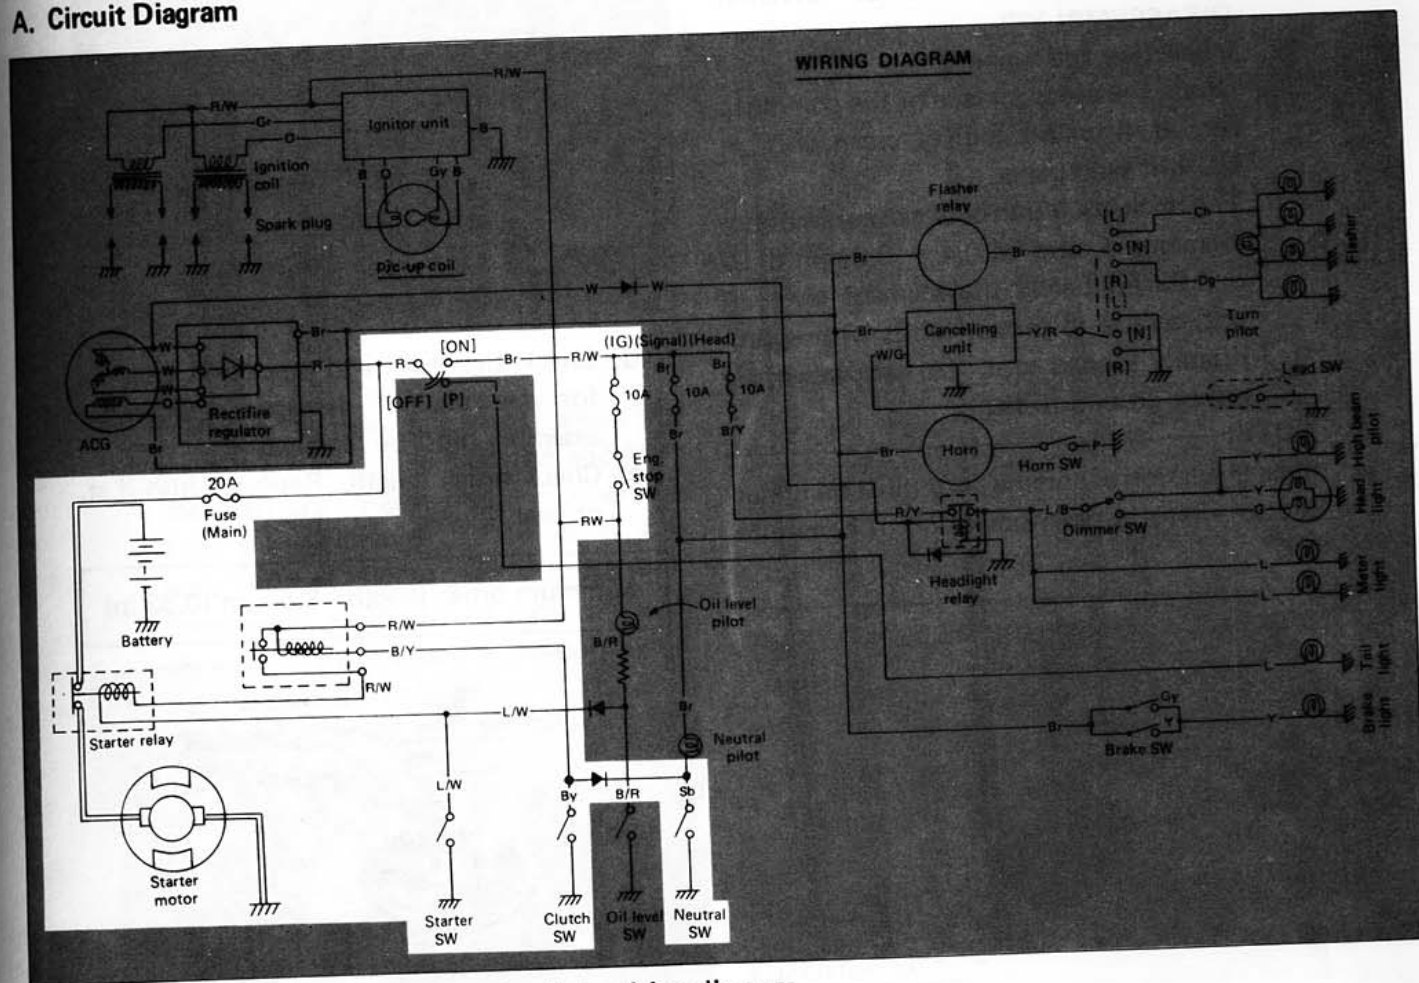 A. Circuit Diagram
WIRING DIAGRAM
R/W
R/W
Gr
O
Ignitor unit
B
B O Gy B
Ignition
coil
Spark plug
pic-up coil
Flasher
relay
[L]
Ch
Br
Br
[N]
[R]
Dg
Flasher
W
W
[L]
Turn
pilot
Br
Cancelling
unit
Y/R
[N]
W/G
[R]
Lead SW
W
W
W
Br
R
R
[ON]
Br
R/W
(IG) (Signal) (Head)
Br
Br
10A
10A
10A
[OFF] [P]
L
Rectifire
regulator
ACG
Br
Br
B/Y
Br
Horn
Horn SW
P
High beam
pilot
Y
Eng.
stop
SW
20A
Fuse
(Main)
RW
R/Y
L/B
Dimmer SW
Y
G
Head
light
Headlight
relay
L
L
Meter
light
Battery
Oil level
pilot
B/R
R/W
B/Y
R/W
L
Tail
light
L/W
Br
Starter relay
Neutral
pilot
Br
Gy
Y
Y
Brake SW
Brake
light
L/W
By
B/R
Sb
Starter
motor
Starter
SW
Clutch
SW
Oil level
SW
Neutral
SW